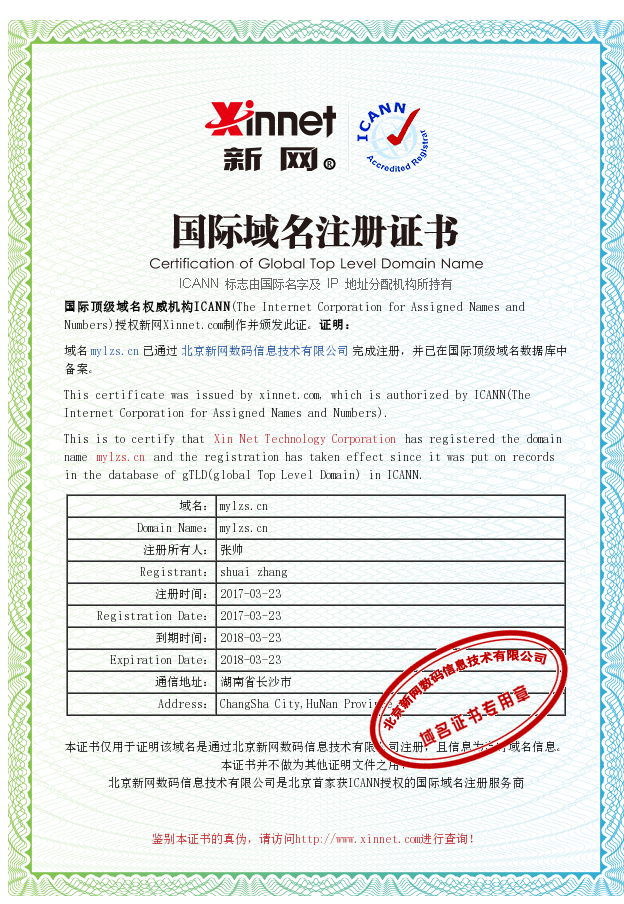 Xinnet
新网®
ICANN
Accredited Registrar
国际域名注册证书
Certification of Global Top Level Domain Name
ICANN 标志由国际名字及 IP 地址分配机构所持有
国际顶级域名权威机构ICANN(The Internet Corporation for Assigned Names and
Numbers)授权新网Xinnet.com制作并颁发此证。证明：
域名 mylzs.cn 已通过 北京新网数码信息技术有限公司 完成注册，并已在国际顶级域名数据库中
备案。
This certificate was issued by xinnet.com, which is authorized by ICANN(The
Internet Corporation for Assigned Names and Numbers).
This is to certify that Xin Net Technology Corporation has registered the domain
name mylzs.cn and the registration has taken effect since it was put on records
in the database of gTLD(global Top Level Domain) in ICANN.
域名： mylzs.cn
Domain Name： mylzs.cn
注册所有人： 张帅
Registrant： shuai zhang
注册时间： 2017-03-23
Registration Date： 2017-03-23
到期时间： 2018-03-23
Expiration Date： 2018-03-23
通信地址： 湖南省长沙市
Address： ChangSha City,HuNan Province
北京新网数码信息技术有限公司
域名证书专用章
本证书仅用于证明该域名是通过北京新网数码信息技术有限公司注册，且信息为 域名信息。
本证书并不做为其他证明文件之用
北京新网数码信息技术有限公司是北京首家获ICANN授权的国际域名注册服务商
鉴别本证书的真伪，请访问http://www.xinnet.com进行查询！